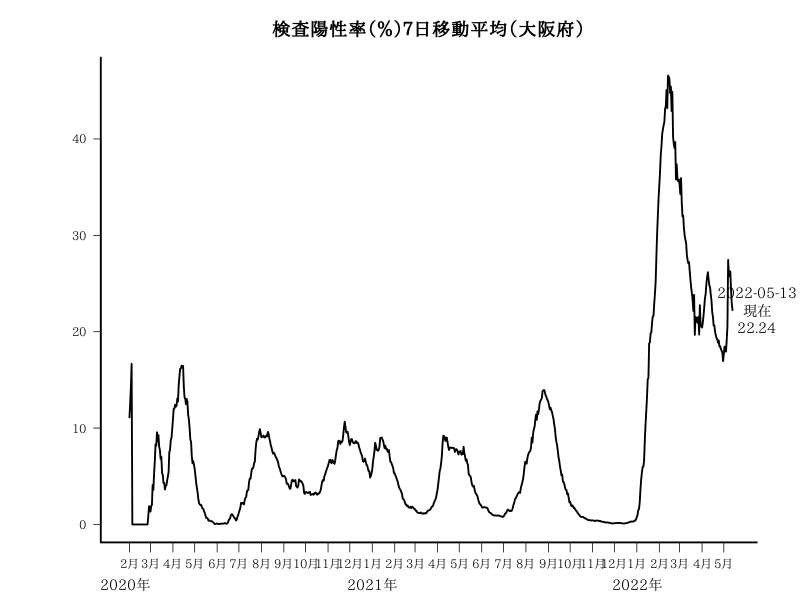 検査陽性率(%)7日移動平均(大阪府)
40
30
20
10
0
2022-05-13
現在
22.24
2月 3月 4月 5月 6月 7月 8月 9月 10月 11月 12月 1月 2月 3月 4月 5月 6月 7月 8月 9月 10月 11月 12月 1月 2月 3月 4月 5月
2020年 2021年 2022年